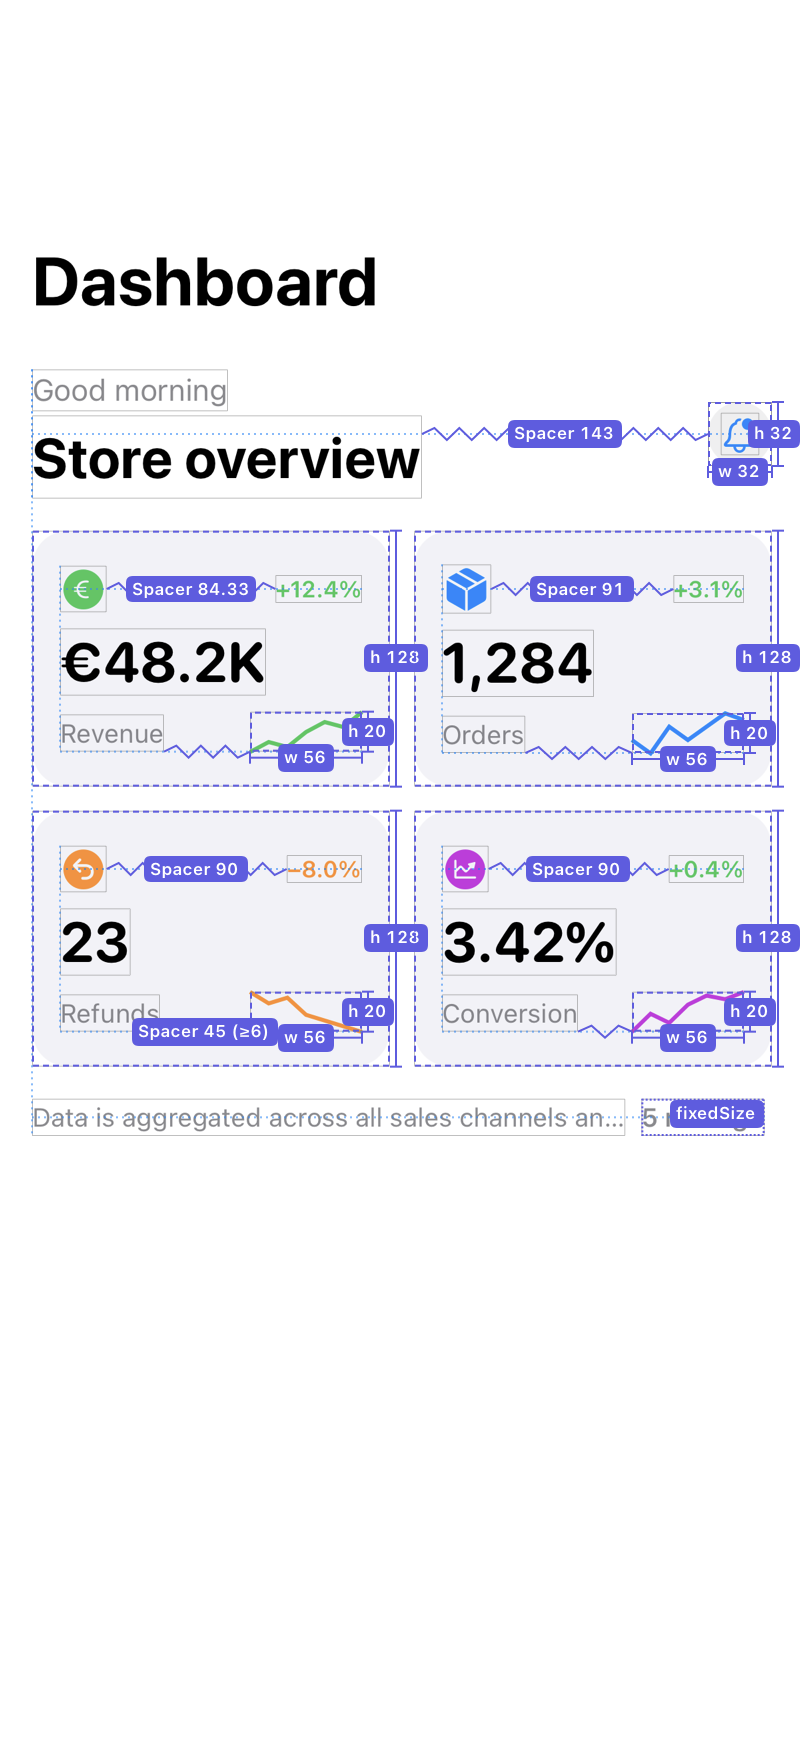 Dashboard
Good morning
Store overview
Spacer 143
h 32
w 32
€
Spacer 84.33
+12.4%
€48.2K
h 128
Revenue
h 20
w 56
Spacer 91
+3.1%
1,284
h 128
Orders
h 20
w 56
Spacer 90
−8.0%
23
h 128
Refunds
Spacer 45 (≥6)
h 20
w 56
Spacer 90
+0.4%
3.42%
h 128
Conversion
h 20
w 56
Data is aggregated across all sales channels an…
5
fixedSize